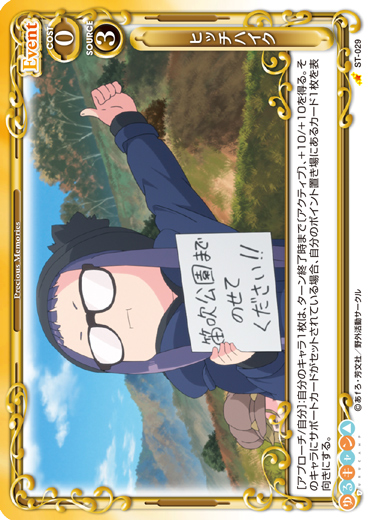 Event
COST
0
SOURCE
3
ヒッチハイク
ST-029
Precious Memories
笛吹公園まで
のせて
ください!!
[アプローチ/自分]:自分のキャラ1枚は、ターン終了時まで〔アクティブ〕、+10/+10を得る。そ
のキャラにサポートカードがセットされている場合、自分のポイント置き場にあるカード1枚を表
向きにする。
ゆるキャン△
©あfろ・芳文社/野外活動サークル